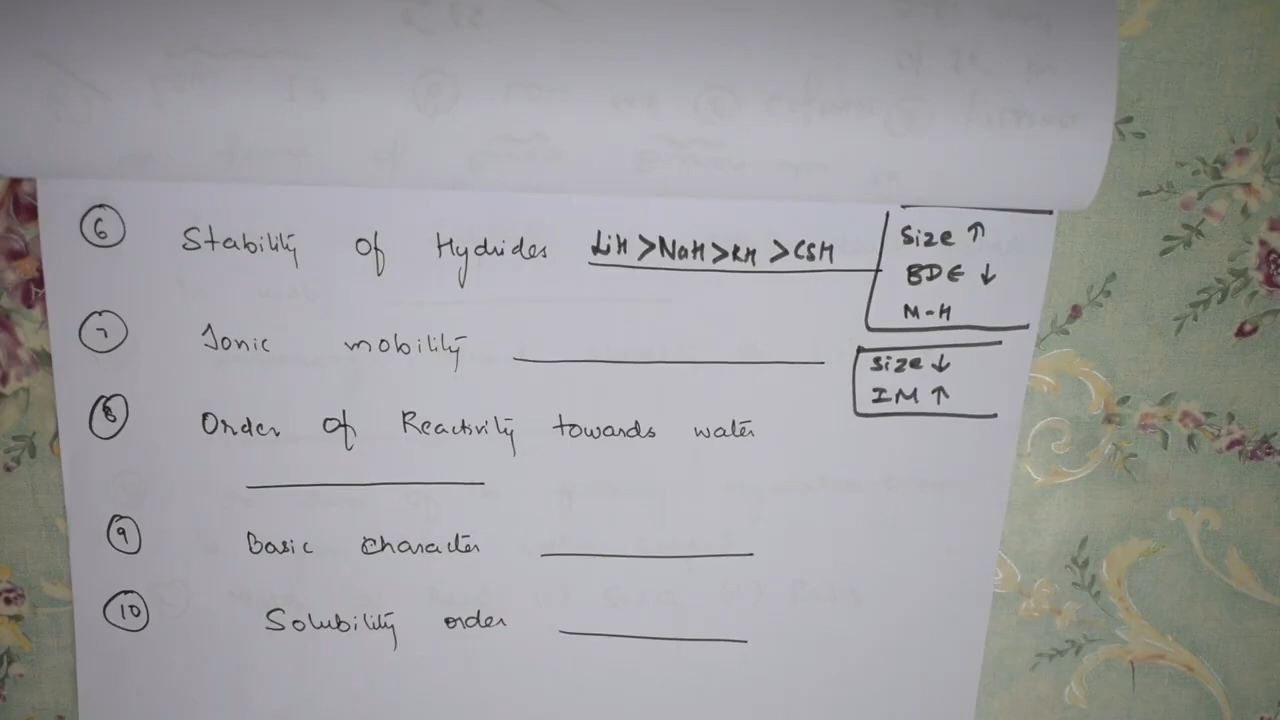 6 Stability of Hydrides LiH >NaH>KH >CSH
Size ↑
BDE ↓
M-H
7 Ionic mobility
Size ↓
IM ↑
8 Order of Reactivity towards water
9 Basic character
10 Solubility order